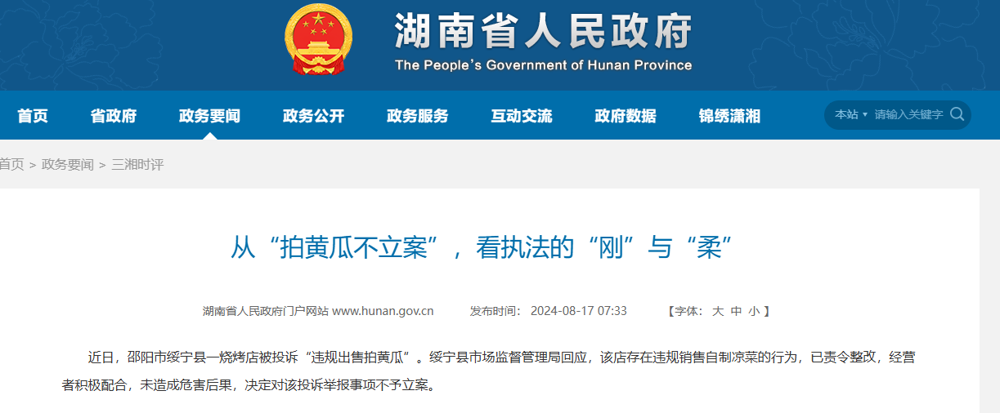 湖南省人民政府
The People's Government of Hunan Province
首页 省政府 政务要闻 政务公开 政务服务 互动交流 政府数据 锦绣潇湘 本站 请输入关键字
首页 > 政务要闻 > 三湘时评
从“拍黄瓜不立案”，看执法的“刚”与“柔”
湖南省人民政府门户网站 www.hunan.gov.cn 发布时间： 2024-08-17 07:33 【字体： 大 中 小 】
近日，邵阳市绥宁县一烧烤店被投诉“违规出售拍黄瓜”。绥宁县市场监督管理局回应，该店存在违规销售自制凉菜的行为，已责令整改，经营
者积极配合，未造成危害后果，决定对该投诉举报事项不予立案。